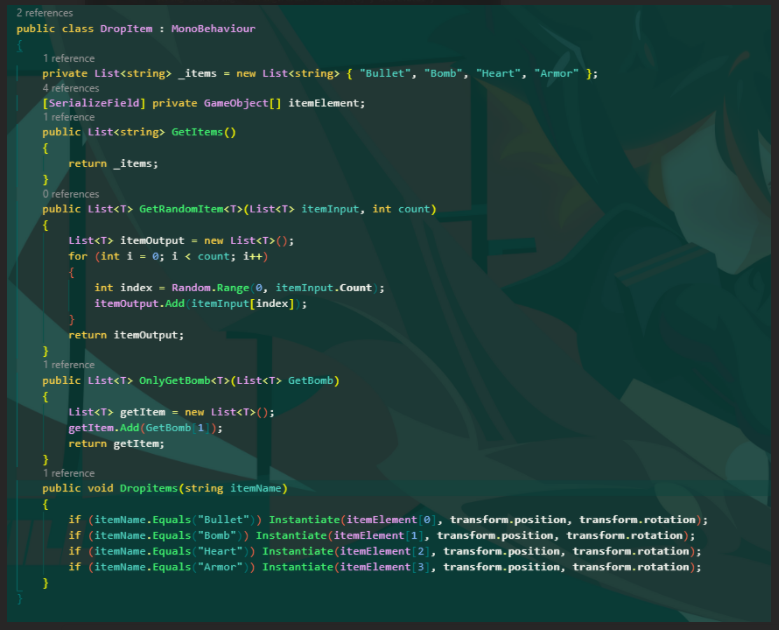 2 references
public class DropItem : MonoBehaviour
{
1 reference
private List<string> _items = new List<string> { "Bullet", "Bomb", "Heart", "Armor" };
4 references
[SerializeField] private GameObject[] itemElement;
1 reference
public List<string> GetItems()
{
return _items;
}
0 references
public List<T> GetRandomItem<T>(List<T> itemInput, int count)
{
List<T> itemOutput = new List<T>();
for (int i = 0; i < count; i++)
{
int index = Random.Range(0, itemInput.Count);
itemOutput.Add(itemInput[index]);
}
return itemOutput;
}
1 reference
public List<T> OnlyGetBomb<T>(List<T> GetBomb)
{
List<T> getItem = new List<T>();
getItem.Add(GetBomb[1]);
return getItem;
}
1 reference
public void Dropitems(string itemName)
{
if (itemName.Equals("Bullet")) Instantiate(itemElement[0], transform.position, transform.rotation);
if (itemName.Equals("Bomb")) Instantiate(itemElement[1], transform.position, transform.rotation);
if (itemName.Equals("Heart")) Instantiate(itemElement[2], transform.position, transform.rotation);
if (itemName.Equals("Armor")) Instantiate(itemElement[3], transform.position, transform.rotation);
}
}